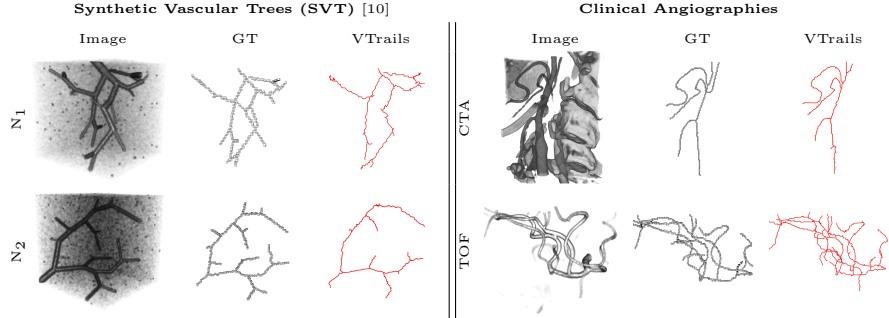 Synthetic Vascular Trees (SVT) [10]
Clinical Angiographies
Image
GT
VTrails
Image
GT
VTrails
N1
CTA
N2
TOF